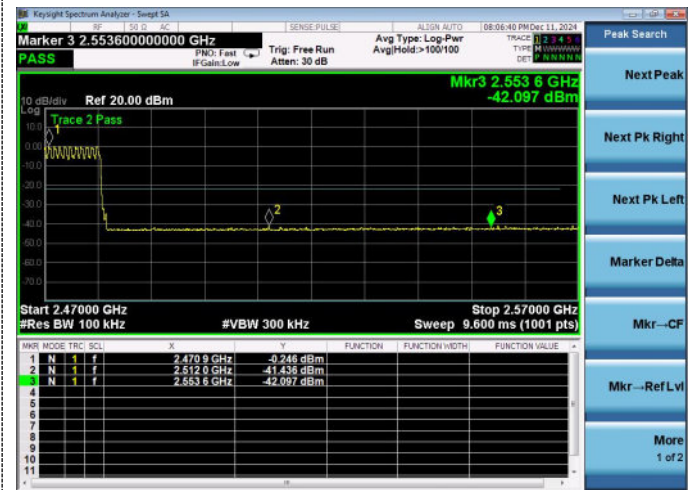 Keysight Spectrum Analyzer - Swept SA
RF 50 Ω AC SENSE:PULSE ALIGN AUTO 08:06:40 PM Dec 11, 2024
Marker 3 2.553600000000 GHz
PNO: Fast Trig: Free Run Avg Type: Log-Pwr TRACE 1 2 3 4 5 6
PASS IFGain:Low Atten: 30 dB Avg|Hold:>100/100 TYPE M
DET P N N N N N
Mkr3 2.553 6 GHz
10 dB/div Ref 20.00 dBm -42.097 dBm
Log
Trace 2 Pass
10.0
1
0.00
-10.0
-20.0
-30.0
2
3
-40.0
-50.0
-60.0
-70.0
Start 2.47000 GHz Stop 2.57000 GHz
#Res BW 100 kHz #VBW 300 kHz Sweep 9.600 ms (1001 pts)
MKR MODE TRC SCL X Y FUNCTION FUNCTION WIDTH FUNCTION VALUE
1 N 1 f 2.470 9 GHz -0.246 dBm
2 N 1 f 2.512 0 GHz -41.436 dBm
3 N 1 f 2.553 6 GHz -42.097 dBm
4
5
6
7
8
9
10
11
Peak Search
Next Peak
Next Pk Right
Next Pk Left
Marker Delta
Mkr→CF
Mkr→Ref Lvl
More
1 of 2